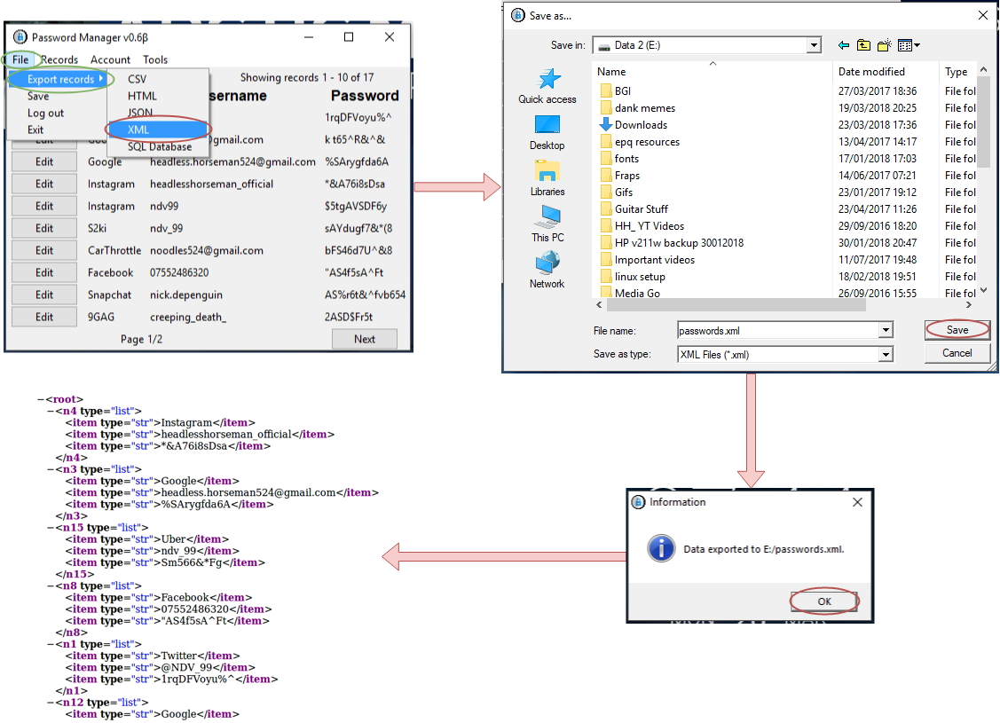 Password Manager v0.6β
File Records Account Tools
Export records
Save
Log out
Exit
CSV
HTML
JSON
XML
SQL Database
Showing records 1 - 10 of 17
sername Password
1rqDFVoyu%^
@gmail.com k t65^R&^&
Edit Google headless.horseman524@gmail.com %SArygfda6A
Edit Instagram headlesshorseman_official *&A76i8sDsa
Edit Instagram ndv99 $5tgAVSDF6y
Edit S2ki ndv_99 sAYdugf7&*(8
Edit CarThrottle noodles524@gmail.com bFS46d7U^&8
Edit Facebook 07552486320 "AS4f5sA^Ft
Edit Snapchat nick.depenguin AS%r6t&^fvb654
Edit 9GAG creeping_death_ 2ASD$Fr5t
Page 1/2 Next
Save as...
Save in: Data 2 (E:)
Quick access
Desktop
Libraries
This PC
Network
Name Date modified Type
BGI 27/03/2017 18:36 File fol
dank memes 19/03/2018 20:25 File fol
Downloads 23/03/2018 17:36 File fol
epq resources 13/04/2017 14:17 File fol
fonts 17/01/2018 17:03 File fol
Fraps 14/06/2017 07:21 File fol
Gifs 23/01/2017 19:12 File fol
Guitar Stuff 23/04/2017 11:26 File fol
HH_ YT Videos 29/09/2016 18:20 File fol
HP v211w backup 30012018 30/01/2018 20:47 File fol
Important videos 11/07/2017 19:48 File fol
linux setup 18/02/2018 19:51 File fol
Media Go 26/09/2016 15:55 File fol
File name: passwords.xml Save
Save as type: XML Files (*.xml) Cancel
Information
Data exported to E:/passwords.xml.
OK
−<root>
−<n4 type="list">
<item type="str">Instagram</item>
<item type="str">headlesshorseman_official</item>
<item type="str">*&A76i8sDsa</item>
</n4>
−<n3 type="list">
<item type="str">Google</item>
<item type="str">headless.horseman524@gmail.com</item>
<item type="str">%SArygfda6A</item>
</n3>
−<n15 type="list">
<item type="str">Uber</item>
<item type="str">ndv_99</item>
<item type="str">Sm566&*Fg</item>
</n15>
−<n8 type="list">
<item type="str">Facebook</item>
<item type="str">07552486320</item>
<item type="str">"AS4f5sA^Ft</item>
</n8>
−<n1 type="list">
<item type="str">Twitter</item>
<item type="str">@NDV_99</item>
<item type="str">1rqDFVoyu%^</item>
</n1>
−<n12 type="list">
<item type="str">Google</item>